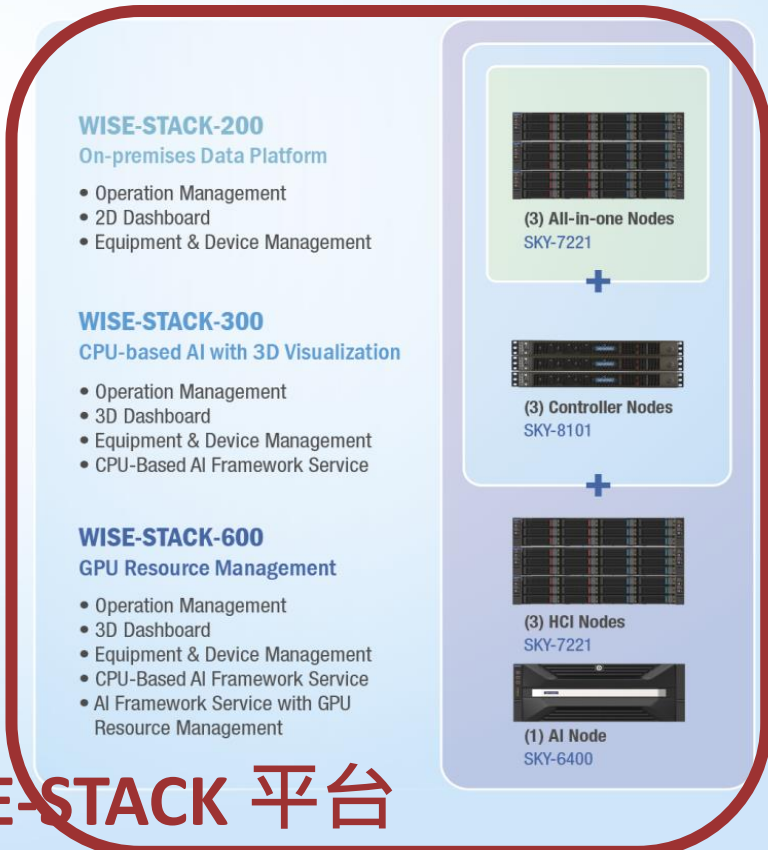 WISE-STACK-200
On-premises Data Platform
• Operation Management
• 2D Dashboard
• Equipment & Device Management
(3) All-in-one Nodes
SKY-7221
+
WISE-STACK-300
CPU-based AI with 3D Visualization
• Operation Management
• 3D Dashboard
• Equipment & Device Management
• CPU-Based AI Framework Service
(3) Controller Nodes
SKY-8101
+
WISE-STACK-600
GPU Resource Management
• Operation Management
• 3D Dashboard
• Equipment & Device Management
• CPU-Based AI Framework Service
• AI Framework Service with GPU
Resource Management
(3) HCI Nodes
SKY-7221
(1) AI Node
SKY-6400
E-STACK 平台